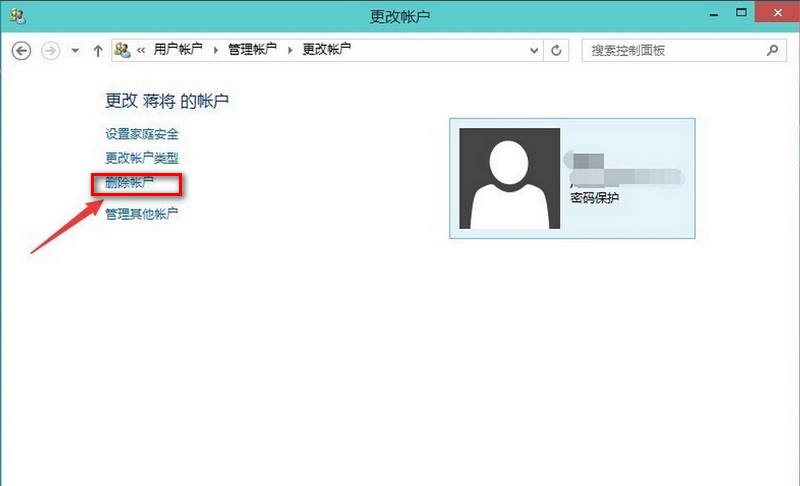 更改帐户
« 用户帐户 管理帐户 更改帐户
搜索控制面板
更改 蒋将 的帐户
设置家庭安全
更改帐户类型
删除帐户
管理其他帐户
密码保护